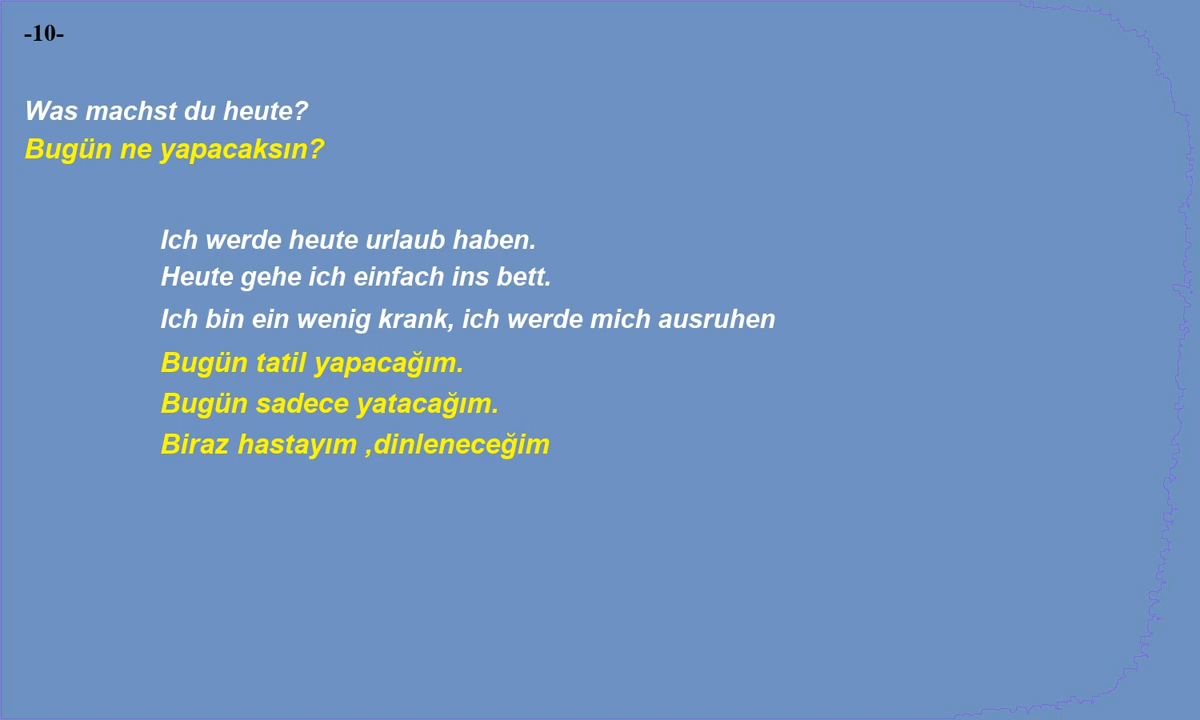 -10-
Was machst du heute?
Bugün ne yapacaksın?
Ich werde heute urlaub haben.
Heute gehe ich einfach ins bett.
Ich bin ein wenig krank, ich werde mich ausruhen
Bugün tatil yapacağım.
Bugün sadece yatacağım.
Biraz hastayım ,dinleneceğim